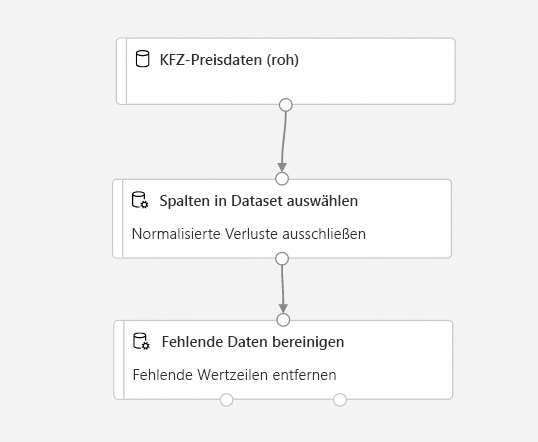 KFZ-Preisdaten (roh)
Spalten in Dataset auswählen
Normalisierte Verluste ausschließen
Fehlende Daten bereinigen
Fehlende Wertzeilen entfernen